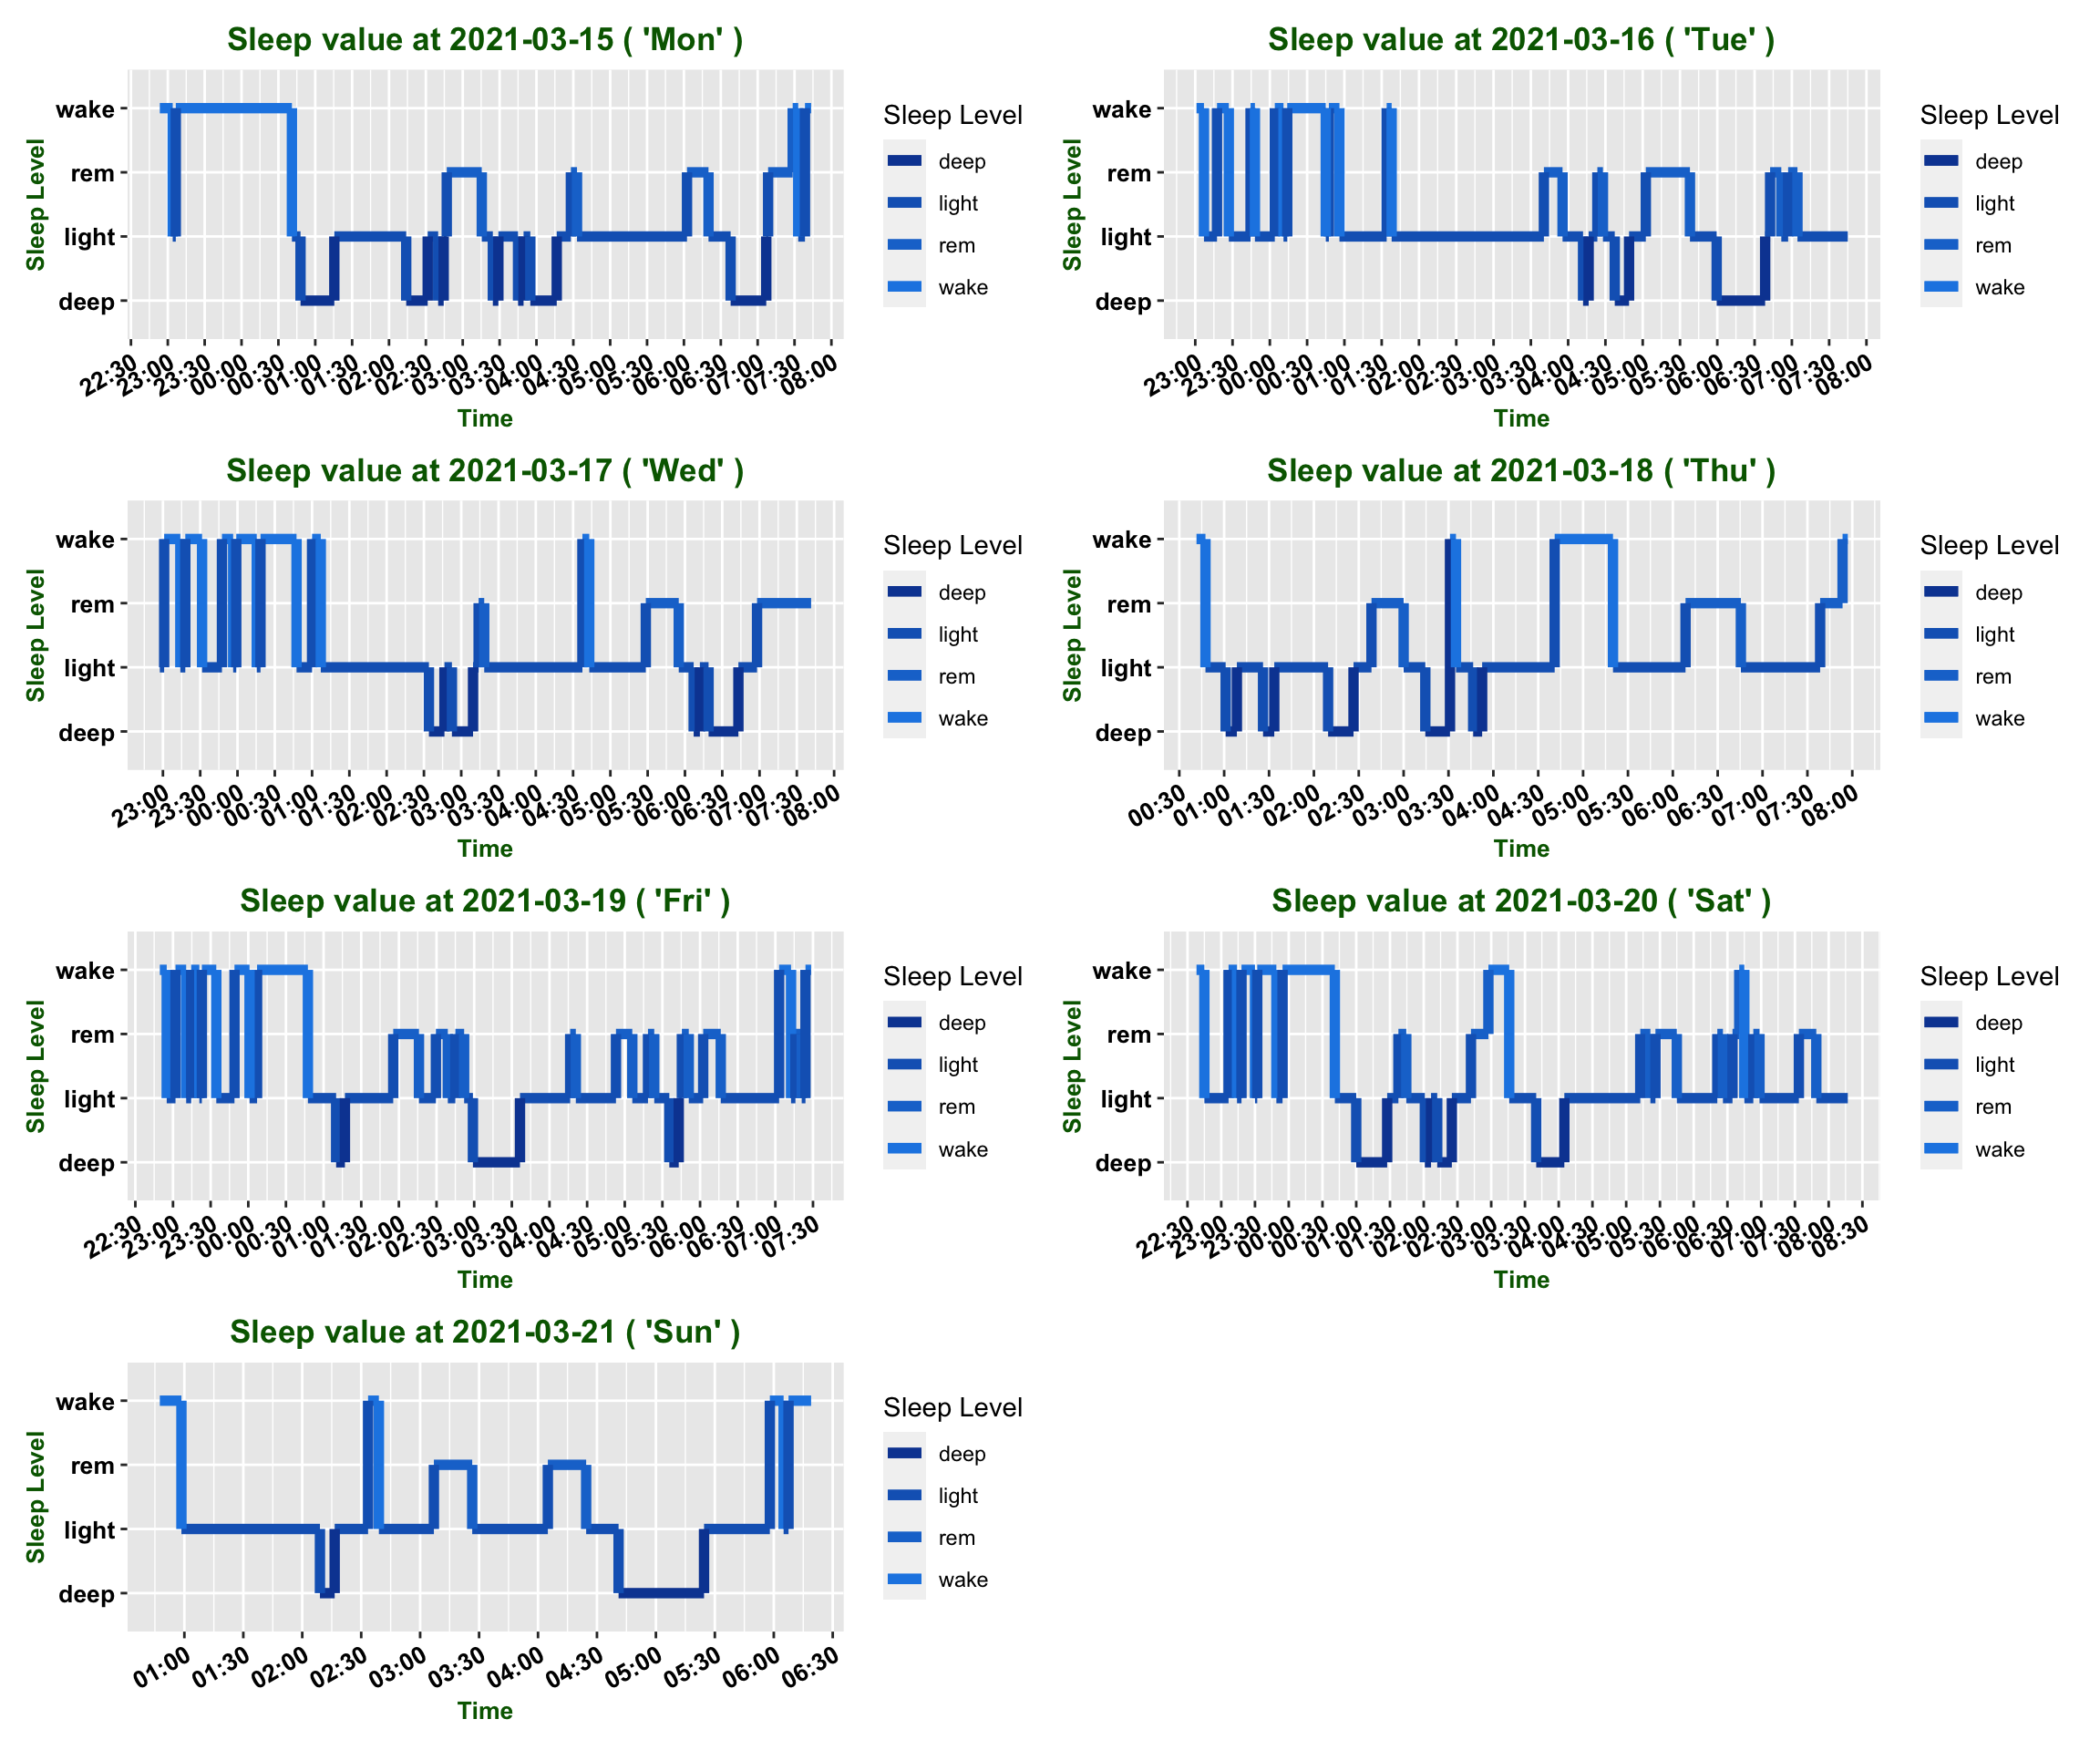 Sleep value at 2021-03-15 ( 'Mon' )
Sleep Level
wake
rem
light
deep
22:30 23:00 23:30 00:00 00:30 01:00 01:30 02:00 02:30 03:00 03:30 04:00 04:30 05:00 05:30 06:00 06:30 07:00 07:30 08:00
Time
Sleep Level
deep
light
rem
wake
Sleep value at 2021-03-16 ( 'Tue' )
Sleep Level
wake
rem
light
deep
23:00 23:30 00:00 00:30 01:00 01:30 02:00 02:30 03:00 03:30 04:00 04:30 05:00 05:30 06:00 06:30 07:00 07:30 08:00
Time
Sleep Level
deep
light
rem
wake
Sleep value at 2021-03-17 ( 'Wed' )
Sleep Level
wake
rem
light
deep
23:00 23:30 00:00 00:30 01:00 01:30 02:00 02:30 03:00 03:30 04:00 04:30 05:00 05:30 06:00 06:30 07:00 07:30 08:00
Time
Sleep Level
deep
light
rem
wake
Sleep value at 2021-03-18 ( 'Thu' )
Sleep Level
wake
rem
light
deep
00:30 01:00 01:30 02:00 02:30 03:00 03:30 04:00 04:30 05:00 05:30 06:00 06:30 07:00 07:30 08:00
Time
Sleep Level
deep
light
rem
wake
Sleep value at 2021-03-19 ( 'Fri' )
Sleep Level
wake
rem
light
deep
22:30 23:00 23:30 00:00 00:30 01:00 01:30 02:00 02:30 03:00 03:30 04:00 04:30 05:00 05:30 06:00 06:30 07:00 07:30
Time
Sleep Level
deep
light
rem
wake
Sleep value at 2021-03-20 ( 'Sat' )
Sleep Level
wake
rem
light
deep
22:30 23:00 23:30 00:00 00:30 01:00 01:30 02:00 02:30 03:00 03:30 04:00 04:30 05:00 05:30 06:00 06:30 07:00 07:30 08:00 08:30
Time
Sleep Level
deep
light
rem
wake
Sleep value at 2021-03-21 ( 'Sun' )
Sleep Level
wake
rem
light
deep
01:00 01:30 02:00 02:30 03:00 03:30 04:00 04:30 05:00 05:30 06:00 06:30
Time
Sleep Level
deep
light
rem
wake